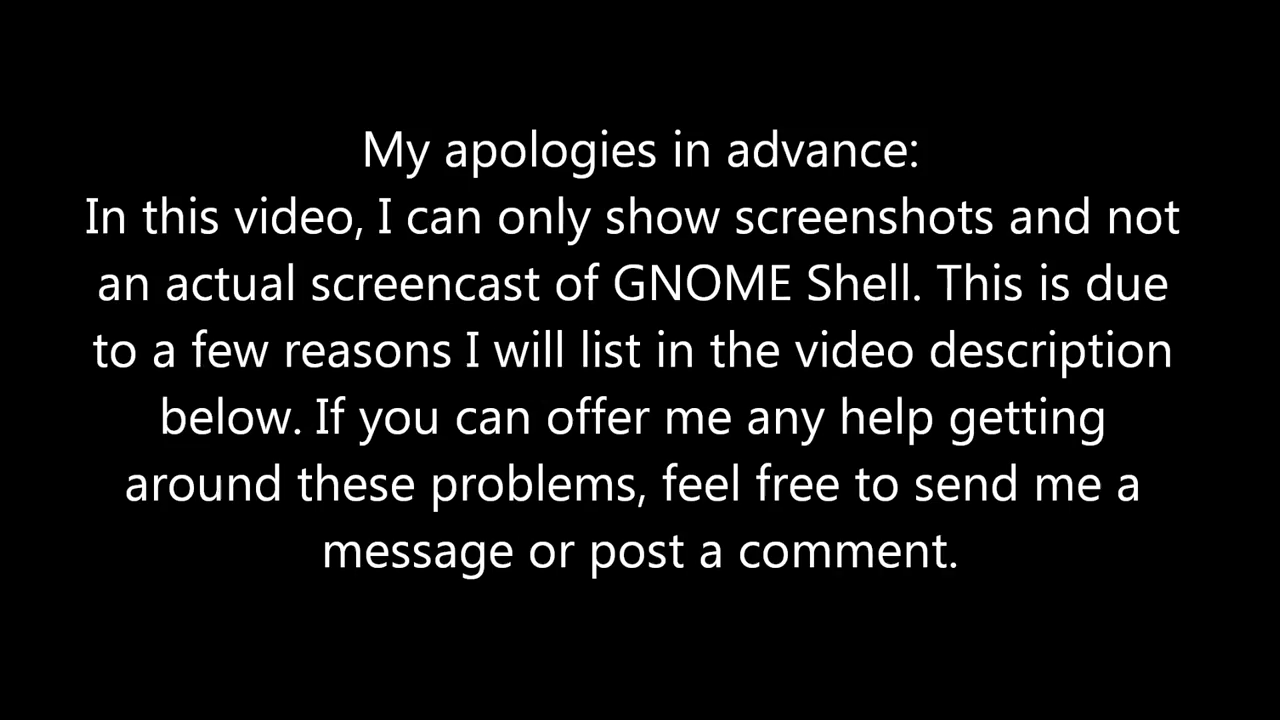 My apologies in advance:
In this video, I can only show screenshots and not
an actual screencast of GNOME Shell. This is due
to a few reasons I will list in the video description
below. If you can offer me any help getting
around these problems, feel free to send me a
message or post a comment.